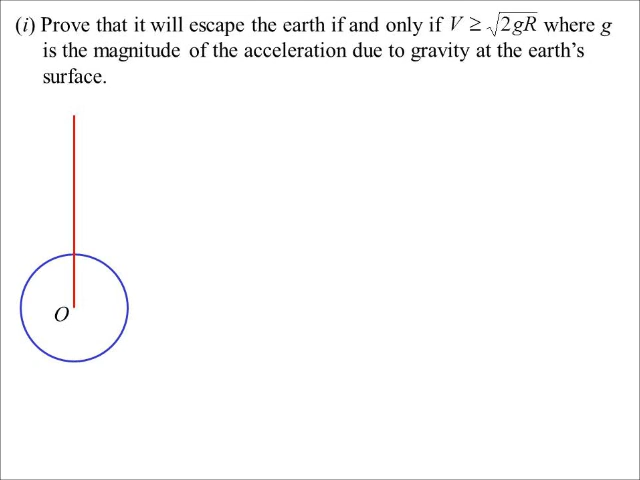 (i) Prove that it will escape the earth if and only if V ≥ √2gR where g
is the magnitude of the acceleration due to gravity at the earth's
surface.
O